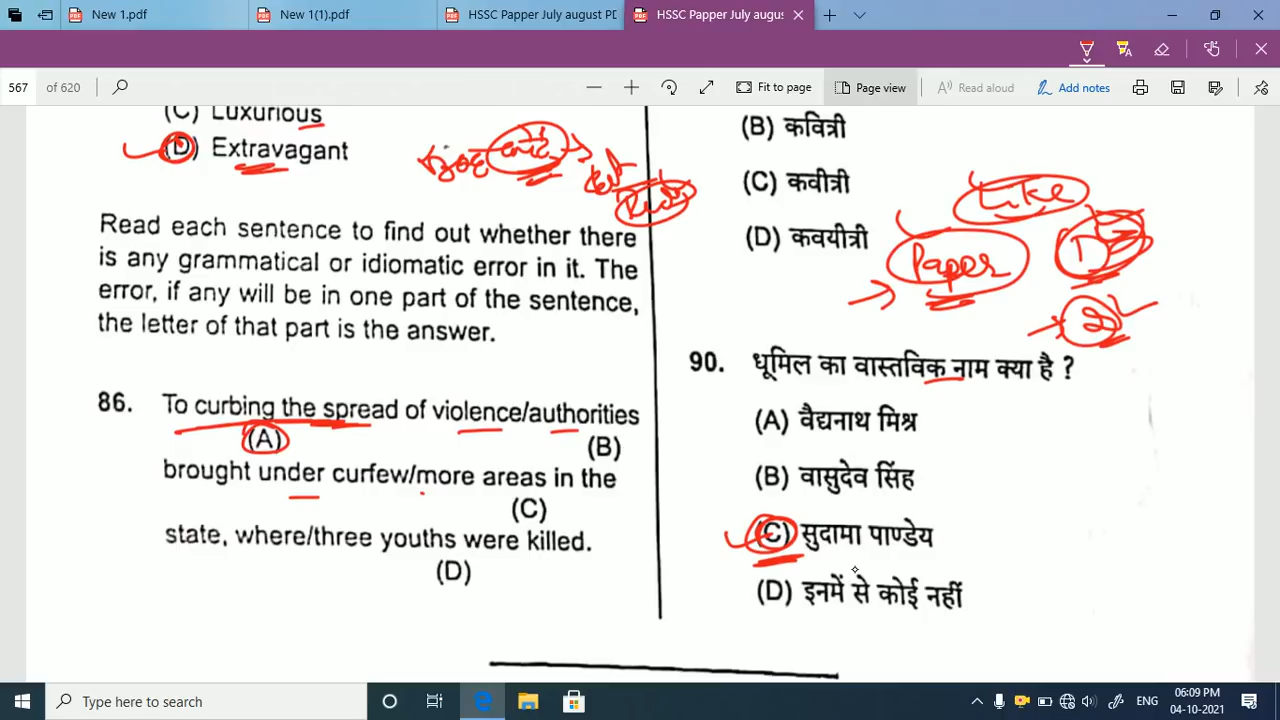 New 1.pdf
New 1(1).pdf
HSSC Papper July august PD
HSSC Papper July augus
567 of 620
Fit to page
Page view
Read aloud
Add notes
(C) Luxurious
(D) Extravagant
Read each sentence to find out whether there
is any grammatical or idiomatic error in it. The
error, if any will be in one part of the sentence,
the letter of that part is the answer.
86. To curbing the spread of violence/authorities
(A) (B)
brought under curfew/more areas in the
(C)
state, where/three youths were killed.
(D)
(B) कवित्री
(C) कवीत्री
(D) कवयीत्री
Like
Paper
90. धूमिल का वास्तविक नाम क्या है ?
(A) वैद्यनाथ मिश्र
(B) वासुदेव सिंह
(C) सुदामा पाण्डेय
(D) इनमें से कोई नहीं
Type here to search
ENG
06:09 PM
04-10-2021